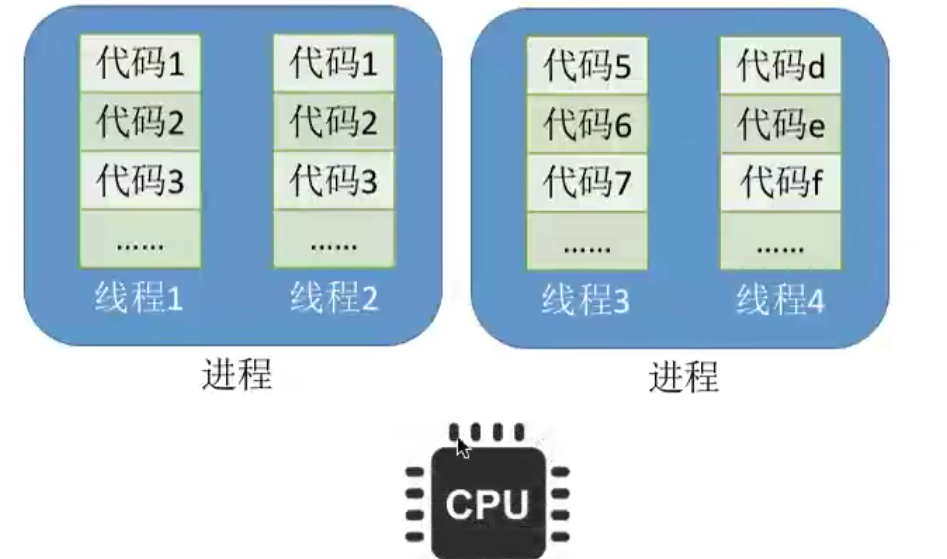 代码1
代码2
代码3
......
线程1
代码1
代码2
代码3
......
线程2
进程
代码5
代码6
代码7
......
线程3
代码d
代码e
代码f
......
线程4
进程
CPU